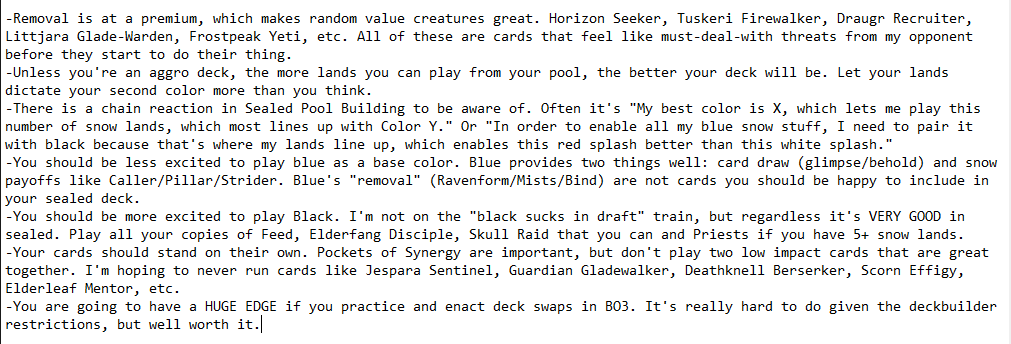 -Removal is at a premium, which makes random value creatures great. Horizon Seeker, Tuskeri Firewalker, Draugr Recruiter,
Littjara Glade-Warden, Frostpeak Yeti, etc. All of these are cards that feel like must-deal-with threats from my opponent
before they start to do their thing.
-Unless you're an aggro deck, the more lands you can play from your pool, the better your deck will be. Let your lands
dictate your second color more than you think.
-There is a chain reaction in Sealed Pool Building to be aware of. Often it's "My best color is X, which lets me play this
number of snow lands, which most lines up with Color Y." Or "In order to enable all my blue snow stuff, I need to pair it
with black because that's where my lands line up, which enables this red splash better than this white splash."
-You should be less excited to play blue as a base color. Blue provides two things well: card draw (glimpse/behold) and snow
payoffs like Caller/Pillar/Strider. Blue's "removal" (Ravenform/Mists/Bind) are not cards you should be happy to include in
your sealed deck.
-You should be more excited to play Black. I'm not on the "black sucks in draft" train, but regardless it's VERY GOOD in
sealed. Play all your copies of Feed, Elderfang Disciple, Skull Raid that you can and Priests if you have 5+ snow lands.
-Your cards should stand on their own. Pockets of Synergy are important, but don't play two low impact cards that are great
together. I'm hoping to never run cards like Jespara Sentinel, Guardian Gladewalker, Deathknell Berserker, Scorn Effigy,
Elderleaf Mentor, etc.
-You are going to have a HUGE EDGE if you practice and enact deck swaps in BO3. It's really hard to do given the deckbuilder
restrictions, but well worth it.